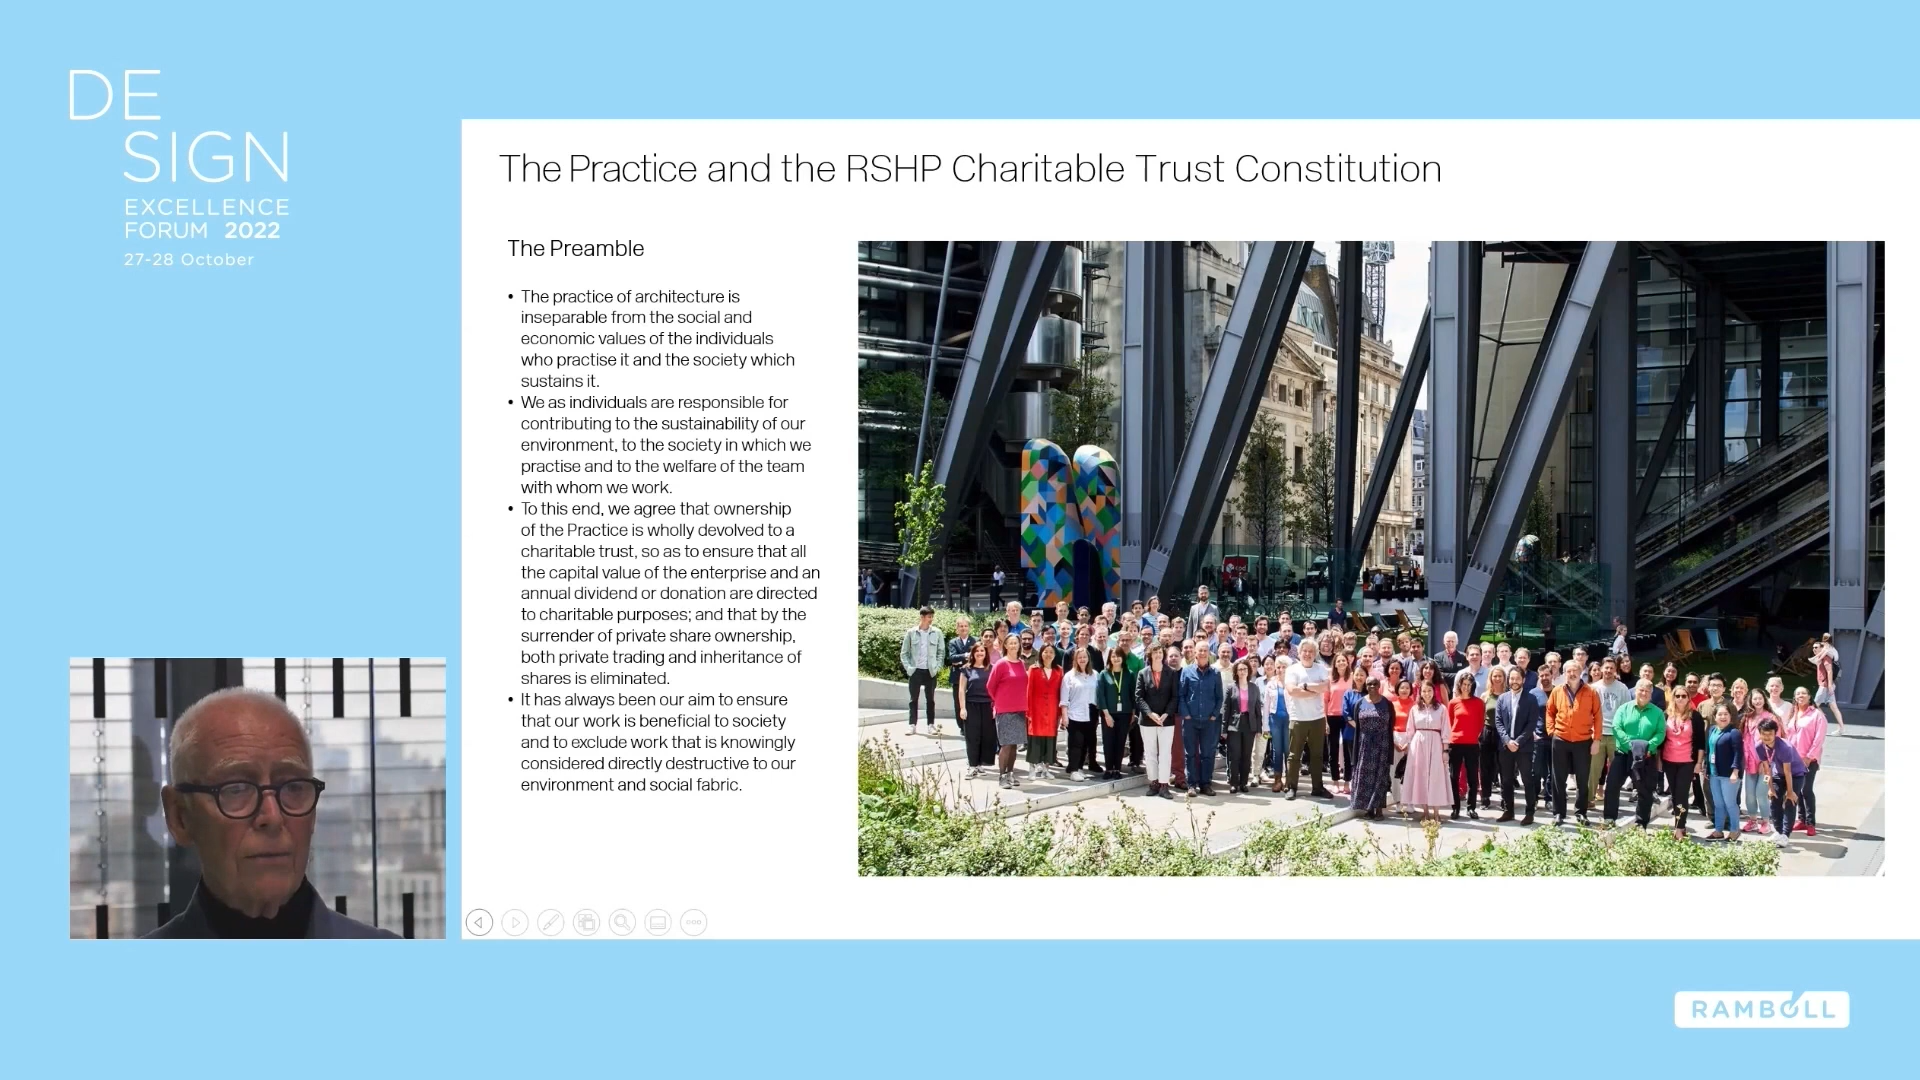 DE
SIGN
EXCELLENCE
FORUM 2022
27-28 October
The Practice and the RSHP Charitable Trust Constitution
The Preamble
• The practice of architecture is
inseparable from the social and
economic values of the individuals
who practise it and the society which
sustains it.
• We as individuals are responsible for
contributing to the sustainability of our
environment, to the society in which we
practise and to the welfare of the team
with whom we work.
• To this end, we agree that ownership
of the Practice is wholly devolved to a
charitable trust, so as to ensure that all
the capital value of the enterprise and an
annual dividend or donation are directed
to charitable purposes; and that by the
surrender of private share ownership,
both private trading and inheritance of
shares is eliminated.
• It has always been our aim to ensure
that our work is beneficial to society
and to exclude work that is knowingly
considered directly destructive to our
environment and social fabric.
RAMBOLL